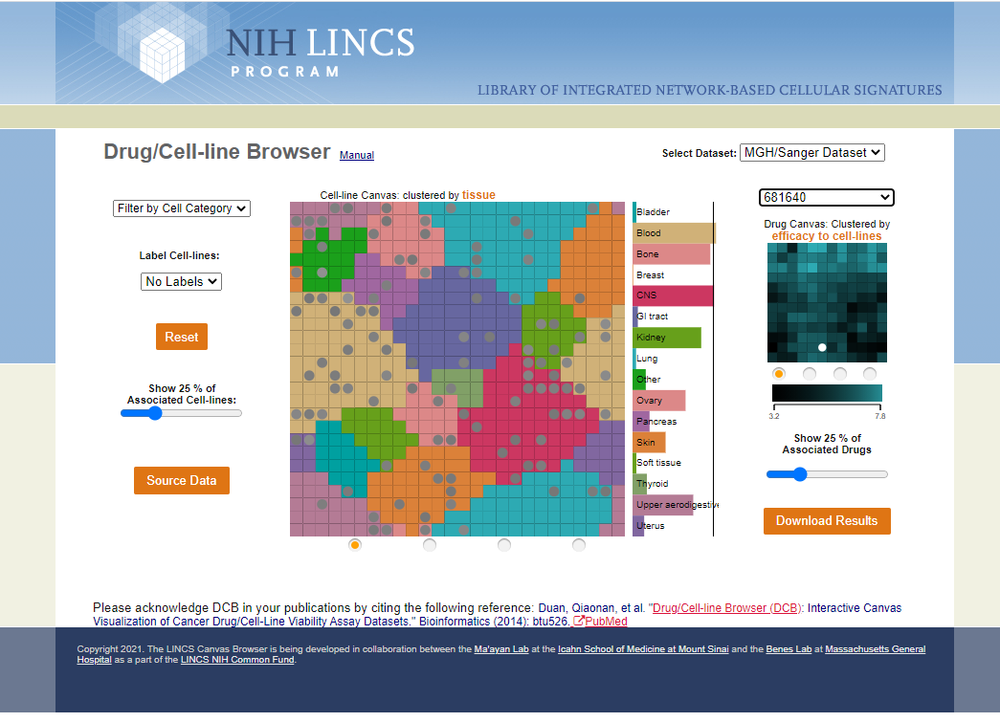 NIH LINCS
PROGRAM
LIBRARY OF INTEGRATED NETWORK-BASED CELLULAR SIGNATURES
Drug/Cell-line Browser Manual
Select Dataset: MGH/Sanger Dataset
Filter by Cell Category
Label Cell-lines:
No Labels
Reset
Show 25 % of
Associated Cell-lines:
Source Data
Cell-line Canvas: clustered by tissue
Bladder
Blood
Bone
Breast
CNS
GI tract
Kidney
Lung
Other
Ovary
Pancreas
Skin
Soft tissue
Thyroid
Upper aerodigestive
Uterus
681640
Drug Canvas: Clustered by
efficacy to cell-lines
3.2 7.8
Show 25 % of
Associated Drugs
Download Results
Please acknowledge DCB in your publications by citing the following reference: Duan, Qiaonan, et al. "Drug/Cell-line Browser (DCB): Interactive Canvas
Visualization of Cancer Drug/Cell-Line Viability Assay Datasets." Bioinformatics (2014): btu526. PubMed
Copyright 2021. The LINCS Canvas Browser is being developed in collaboration between the Ma'ayan Lab at the Icahn School of Medicine at Mount Sinai and the Benes Lab at Massachusetts General
Hospital as a part of the LINCS NIH Common Fund.